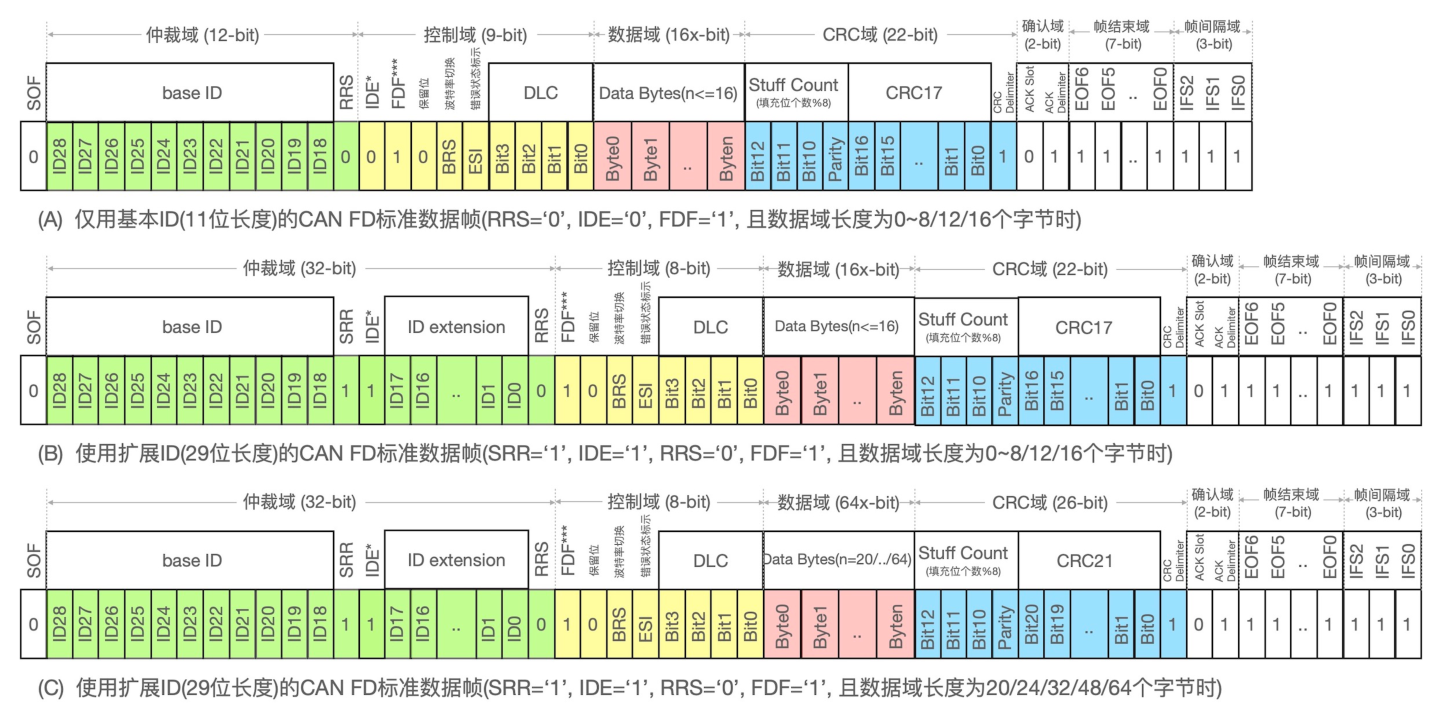 仲裁域 (12-bit) 控制域 (9-bit) 数据域 (16x-bit) CRC域 (22-bit) 确认域 (2-bit) 帧结束域 (7-bit) 帧间隔域 (3-bit)
SOF base ID RRS IDE* FDF*** 保留位 波特率切换 错误状态标示 DLC Data Bytes(n<=16) Stuff Count (填充位个数%8) CRC17 CRC Delimiter ACK Slot ACK Delimiter EOF6 EOF5 .. EOF0 IFS2 IFS1 IFS0
0 ID28 ID27 ID26 ID25 ID24 ID23 ID22 ID21 ID20 ID19 ID18 0 0 1 0 BRS ESI Bit3 Bit2 Bit1 Bit0 Byte0 Byte1 .. Byten Bit12 Bit11 Bit10 Parity Bit16 Bit15 .. Bit1 Bit0 1 0 1 1 1 .. 1 1 1 1
(A) 仅用基本ID(11位长度)的CAN FD标准数据帧(RRS=‘0’, IDE=‘0’, FDF=‘1’, 且数据域长度为0~8/12/16个字节时)
仲裁域 (32-bit) 控制域 (8-bit) 数据域 (16x-bit) CRC域 (22-bit) 确认域 (2-bit) 帧结束域 (7-bit) 帧间隔域 (3-bit)
SOF base ID SRR IDE* ID extension RRS FDF*** 保留位 波特率切换 错误状态标示 DLC Data Bytes(n<=16) Stuff Count (填充位个数%8) CRC17 CRC Delimiter ACK Slot ACK Delimiter EOF6 EOF5 .. EOF0 IFS2 IFS1 IFS0
0 ID28 ID27 ID26 ID25 ID24 ID23 ID22 ID21 ID20 ID19 ID18 1 1 ID17 ID16 .. ID1 ID0 0 1 0 BRS ESI Bit3 Bit2 Bit1 Bit0 Byte0 Byte1 .. Byten Bit12 Bit11 Bit10 Parity Bit16 Bit15 .. Bit1 Bit0 1 0 1 1 1 .. 1 1 1 1
(B) 使用扩展ID(29位长度)的CAN FD标准数据帧(SRR=‘1’, IDE=‘1’, RRS=‘0’, FDF=‘1’, 且数据域长度为0~8/12/16个字节时)
仲裁域 (32-bit) 控制域 (8-bit) 数据域 (64x-bit) CRC域 (26-bit) 确认域 (2-bit) 帧结束域 (7-bit) 帧间隔域 (3-bit)
SOF base ID SRR IDE* ID extension RRS FDF*** 保留位 波特率切换 错误状态标示 DLC Data Bytes(n=20/../64) Stuff Count (填充位个数%8) CRC21 CRC Delimiter ACK Slot ACK Delimiter EOF6 EOF5 .. EOF0 IFS2 IFS1 IFS0
0 ID28 ID27 ID26 ID25 ID24 ID23 ID22 ID21 ID20 ID19 ID18 1 1 ID17 ID16 .. ID1 ID0 0 1 0 BRS ESI Bit3 Bit2 Bit1 Bit0 Byte0 Byte1 .. Byten Bit12 Bit11 Bit10 Parity Bit20 Bit19 .. Bit1 Bit0 1 0 1 1 1 .. 1 1 1 1
(C) 使用扩展ID(29位长度)的CAN FD标准数据帧(SRR=‘1’, IDE=‘1’, RRS=‘0’, FDF=‘1’, 且数据域长度为20/24/32/48/64个字节时)